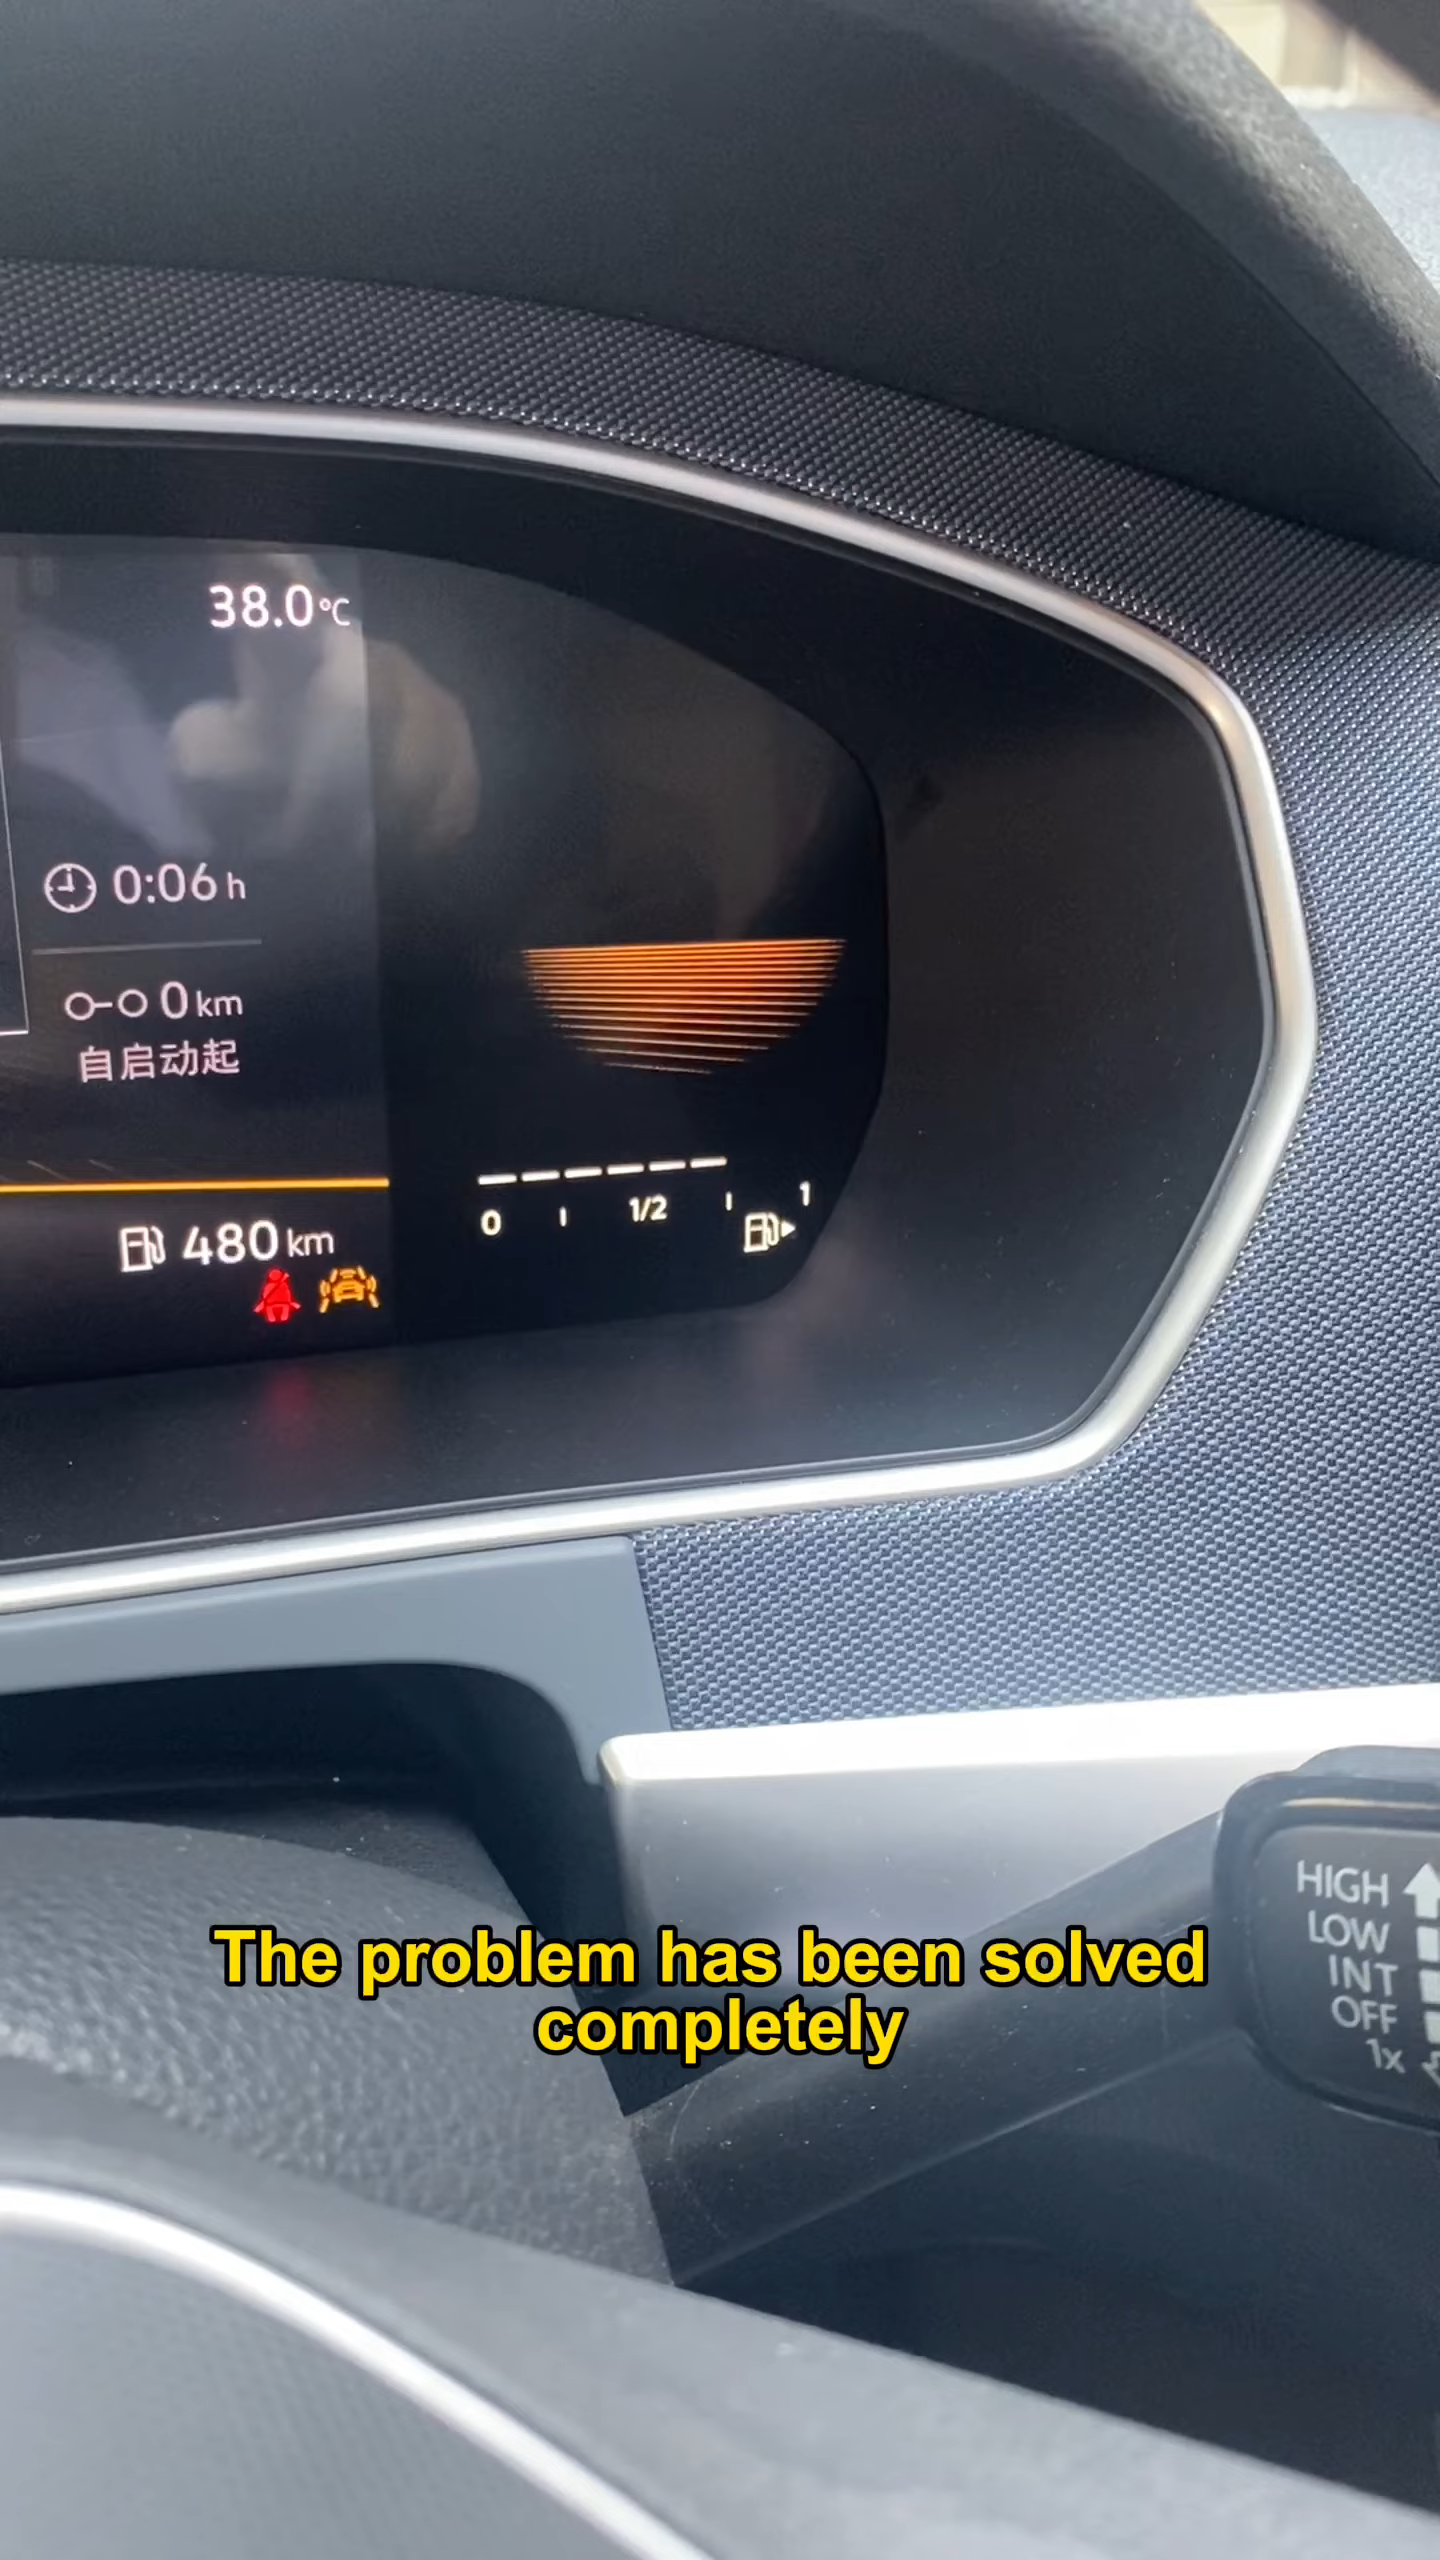 38.0°C
0:06 h
0 km
自启动起
480 km
0 1/2 1
HIGH
LOW
INT
OFF
1x
The problem has been solved
completely